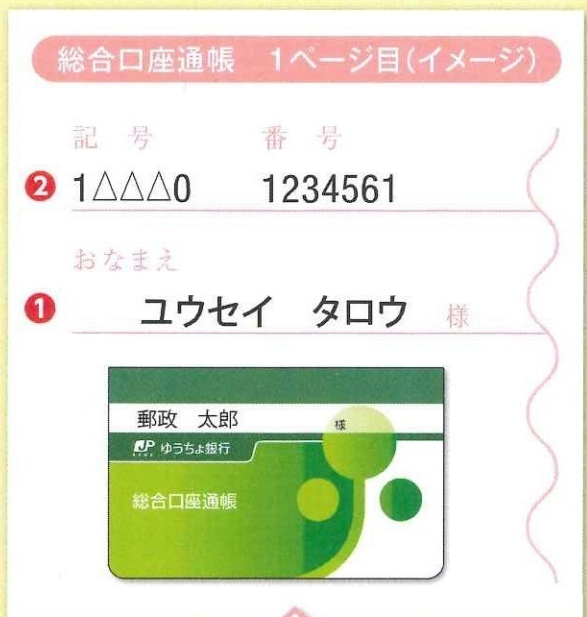 総合口座通帳 1ページ目(イメージ)
記号 番号
❷ 1△△△0 1234561
おなまえ
❶ ユウセイ タロウ 様
郵政 太郎 様
JP ゆうちょ銀行
総合口座通帳